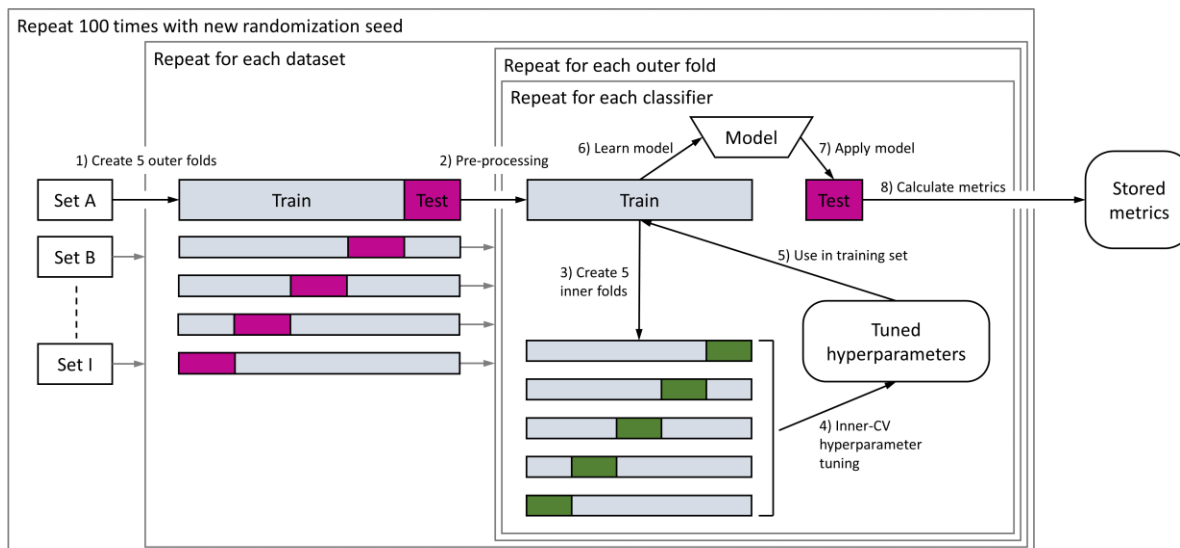 Repeat 100 times with new randomization seed
Repeat for each dataset
Repeat for each outer fold
Repeat for each classifier
1) Create 5 outer folds
2) Pre-processing
6) Learn model
Model
7) Apply model
8) Calculate metrics
Set A
Train
Test
Train
Test
Stored
metrics
Set B
3) Create 5
inner folds
5) Use in training set
Tuned
hyperparameters
Set I
4) Inner-CV
hyperparameter
tuning